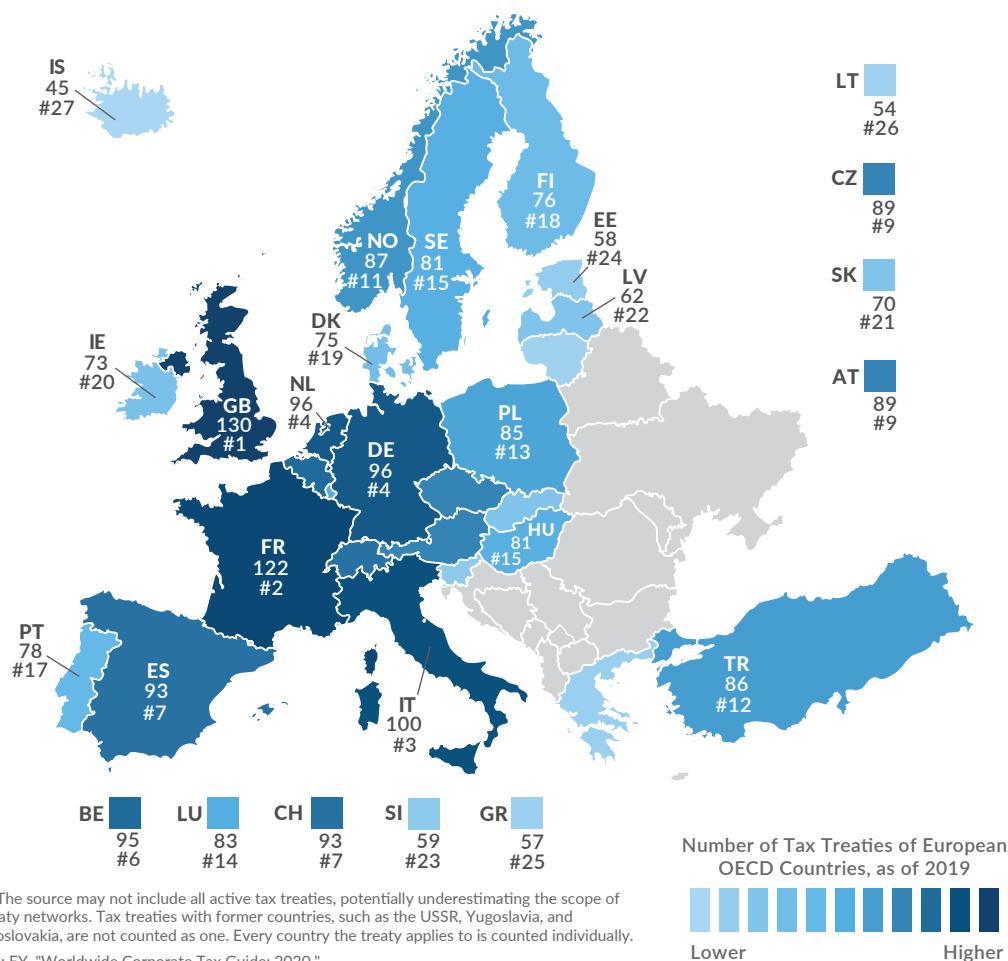 IS
45
#27
LT
54
#26
CZ
89
#9
FI
76
#18
EE
58
#24
NO
87
#11
SE
81
#15
LV
62
#22
SK
70
#21
DK
75
#19
IE
73
#20
NL
96
#4
AT
89
#9
GB
130
#1
PL
85
#13
DE
96
#4
HU
81
#15
FR
122
#2
PT
78
#17
ES
93
#7
IT
100
#3
TR
86
#12
BE
95
#6
LU
83
#14
CH
93
#7
SI
59
#23
GR
57
#25
Number of Tax Treaties of European
OECD Countries, as of 2019
Lower Higher
The source may not include all active tax treaties, potentially underestimating the scope of
aty networks. Tax treaties with former countries, such as the USSR, Yugoslavia, and
oslovakia, are not counted as one. Every country the treaty applies to is counted individually.
: EY, "Worldwide Corporate Tax Guide: 2020."